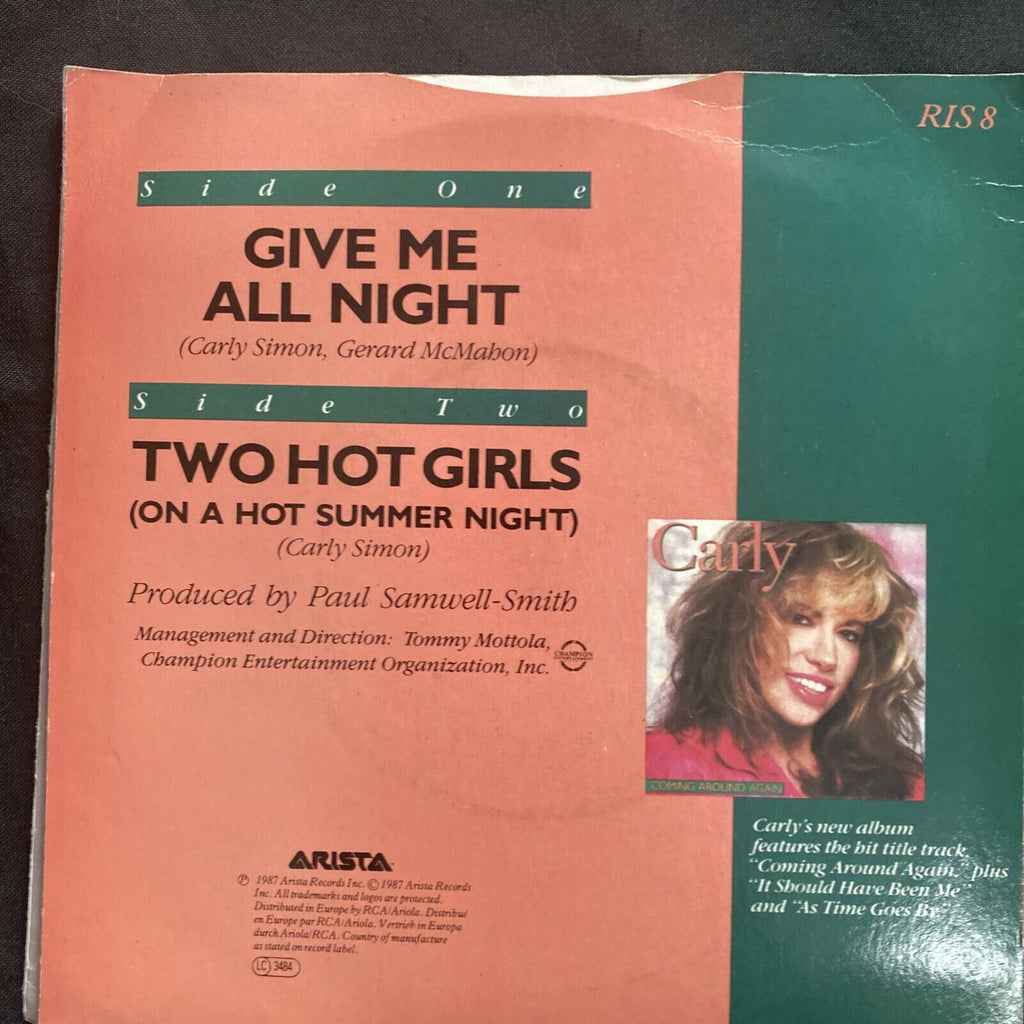 RIS 8
Side One
GIVE ME
ALL NIGHT
(Carly Simon, Gerard McMahon)
Side Two
TWO HOT GIRLS
(ON A HOT SUMMER NIGHT)
(Carly Simon)
Produced by Paul Samwell-Smith
Management and Direction: Tommy Mottola,
Champion Entertainment Organization, Inc.
CHAMPION
ENTERTAINMENT
Carly
COMING AROUND AGAIN
Carly's new album
features the hit title track
"Coming Around Again," plus
"It Should Have Been Me"
and "As Time Goes By"
ARISTA
℗ 1987 Arista Records Inc. © 1987 Arista Records
Inc. All trademarks and logos are protected.
Distributed in Europe by RCA/Ariola. Distribué
en Europe par RCA/Ariola. Vertrieb in Europa
durch Ariola/RCA. Country of manufacture
as stated on record label.
LC 3484